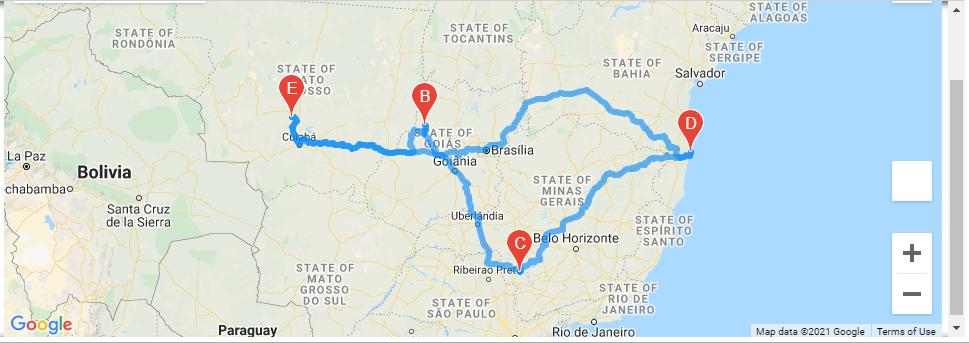 STATE OF
ALAGOAS
Aracaju
STATE OF
SERGIPE
STATE OF
RONDÔNIA
STATE OF
TOCANTINS
STATE OF
BAHIA
Salvador
STATE OF
MATO
GROSSO
E
B
D
Cuiabá
STATE OF
GOIÁS
Brasília
Goiânia
La Paz
Bolivia
ochabamba
Santa Cruz
de la Sierra
STATE OF
MINAS
GERAIS
Uberlândia
STATE OF
ESPÍRITO
SANTO
C
Belo Horizonte
Ribeirao Preto
STATE OF
MATO
GROSSO
DO SUL
STATE OF
SÃO PAULO
STATE OF
RIO DE
JANEIRO
Rio de Janeiro
Paraguay
Google
Map data ©2021 Google
Terms of Use